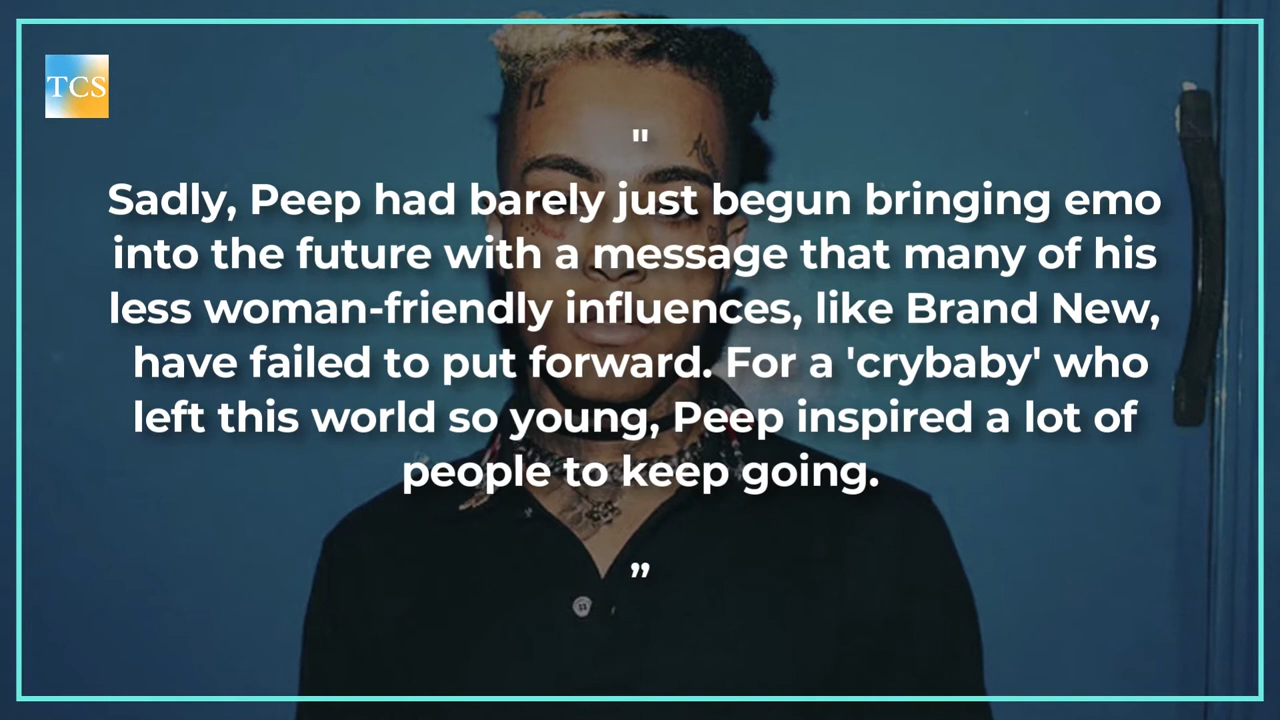 TCS
"
Sadly, Peep had barely just begun bringing emo
into the future with a message that many of his
less woman-friendly influences, like Brand New,
have failed to put forward. For a 'crybaby' who
left this world so young, Peep inspired a lot of
people to keep going.
”